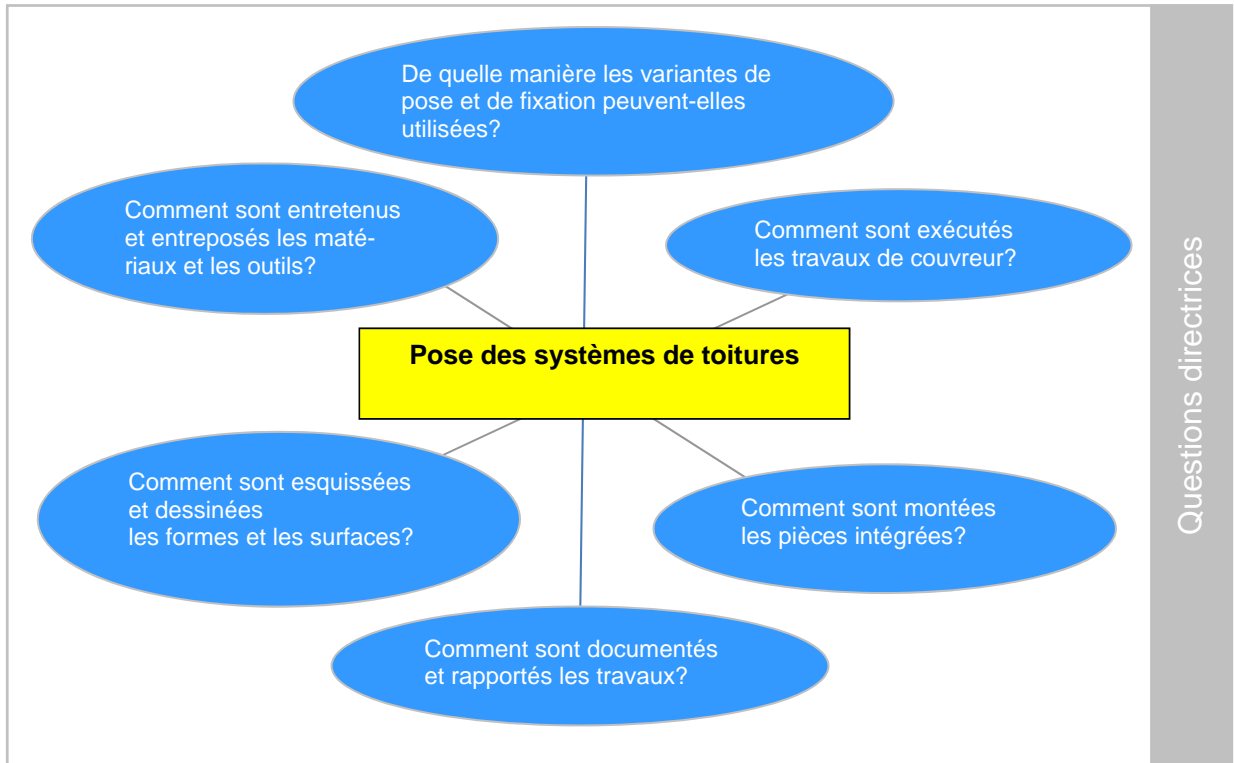 De quelle manière les variantes de
pose et de fixation peuvent-elles
utilisées?
Comment sont entretenus
et entreposés les maté-
riaux et les outils?
Comment sont exécutés
les travaux de couvreur?
Pose des systèmes de toitures
Comment sont esquissées
et dessinées
les formes et les surfaces?
Comment sont montées
les pièces intégrées?
Comment sont documentés
et rapportés les travaux?
Questions directrices